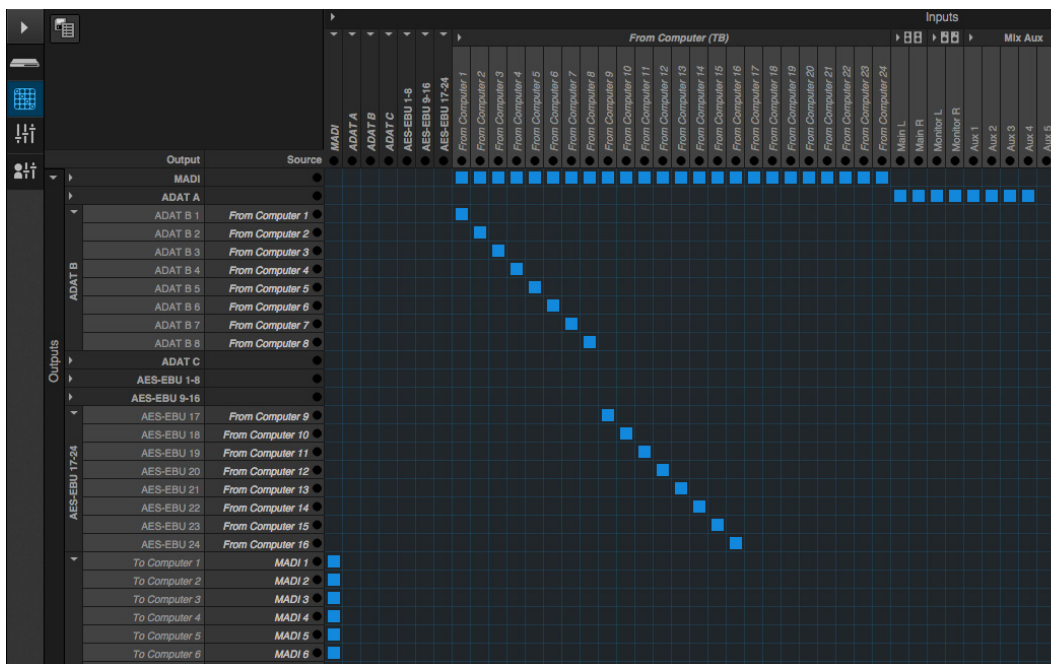 Inputs
From Computer (TB)
Mix Aux
MADI
ADAT A
ADAT B
ADAT C
AES-EBU 1-8
AES-EBU 9-16
AES-EBU 17-24
From Computer 1
From Computer 2
From Computer 3
From Computer 4
From Computer 5
From Computer 6
From Computer 7
From Computer 8
From Computer 9
From Computer 10
From Computer 11
From Computer 12
From Computer 13
From Computer 14
From Computer 15
From Computer 16
From Computer 17
From Computer 18
From Computer 19
From Computer 20
From Computer 21
From Computer 22
From Computer 23
From Computer 24
Main L
Main R
Monitor L
Monitor R
Aux 1
Aux 2
Aux 3
Aux 4
Aux 5
Output Source
Outputs
MADI
ADAT A
ADAT B
ADAT B 1 From Computer 1
ADAT B 2 From Computer 2
ADAT B 3 From Computer 3
ADAT B 4 From Computer 4
ADAT B 5 From Computer 5
ADAT B 6 From Computer 6
ADAT B 7 From Computer 7
ADAT B 8 From Computer 8
ADAT C
AES-EBU 1-8
AES-EBU 9-16
AES-EBU 17-24
AES-EBU 17 From Computer 9
AES-EBU 18 From Computer 10
AES-EBU 19 From Computer 11
AES-EBU 20 From Computer 12
AES-EBU 21 From Computer 13
AES-EBU 22 From Computer 14
AES-EBU 23 From Computer 15
AES-EBU 24 From Computer 16
To Computer 1 MADI 1
To Computer 2 MADI 2
To Computer 3 MADI 3
To Computer 4 MADI 4
To Computer 5 MADI 5
To Computer 6 MADI 6